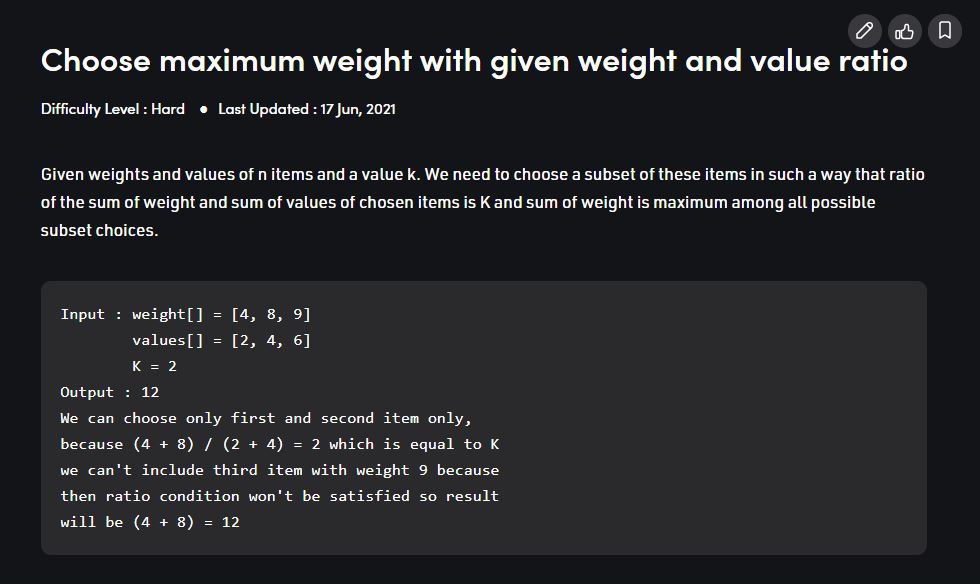 Choose maximum weight with given weight and value ratio
Difficulty Level : Hard ● Last Updated : 17 Jun, 2021
Given weights and values of n items and a value k. We need to choose a subset of these items in such a way that ratio
of the sum of weight and sum of values of chosen items is K and sum of weight is maximum among all possible
subset choices.
Input : weight[] = [4, 8, 9]
        values[] = [2, 4, 6]
        K = 2
Output : 12
We can choose only first and second item only,
because (4 + 8) / (2 + 4) = 2 which is equal to K
we can't include third item with weight 9 because
then ratio condition won't be satisfied so result
will be (4 + 8) = 12